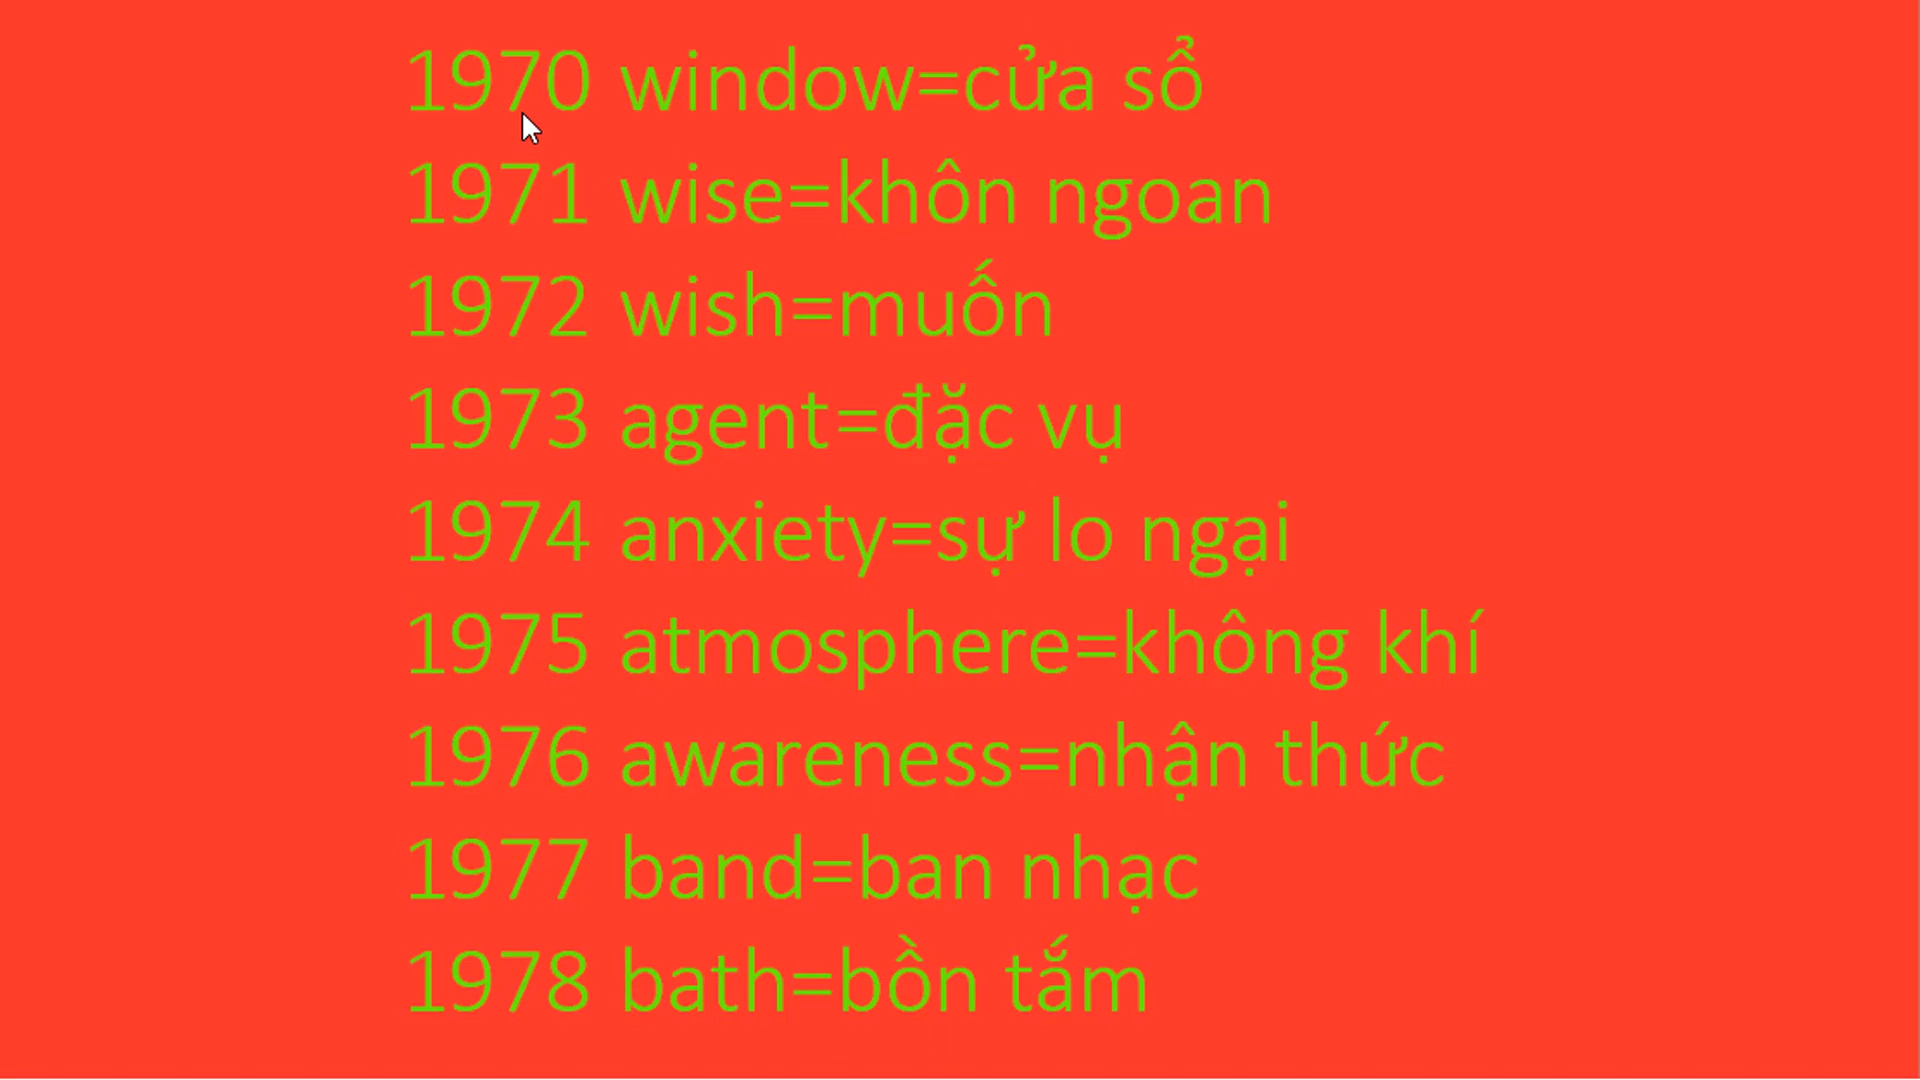 1970 window=cửa sổ
1971 wise=khôn ngoan
1972 wish=muốn
1973 agent=đặc vụ
1974 anxiety=sự lo ngại
1975 atmosphere=không khí
1976 awareness=nhận thức
1977 band=ban nhạc
1978 bath=bồn tắm